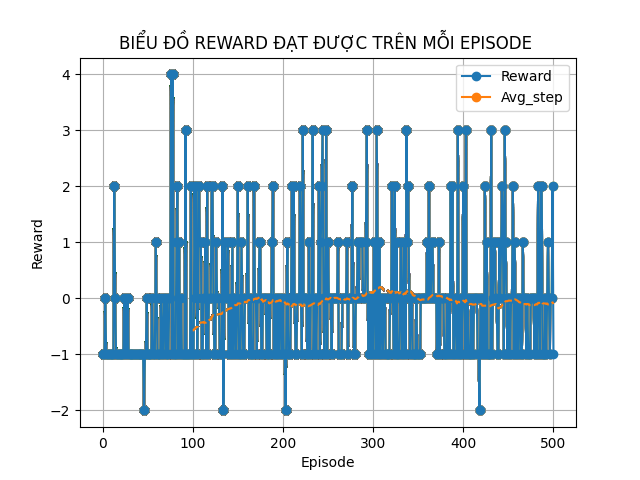 BIỂU ĐỒ REWARD ĐẠT ĐƯỢC TRÊN MỖI EPISODE
Reward
Avg_step
4
3
2
1
0
−1
−2
Reward
0 100 200 300 400 500
Episode